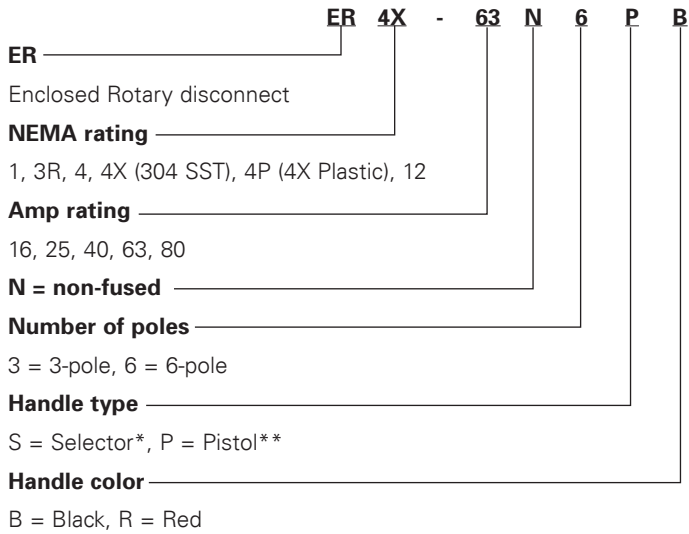 ER 4X - 63 N 6 P B
ER
Enclosed Rotary disconnect
NEMA rating
1, 3R, 4, 4X (304 SST), 4P (4X Plastic), 12
Amp rating
16, 25, 40, 63, 80
N = non-fused
Number of poles
3 = 3-pole, 6 = 6-pole
Handle type
S = Selector*, P = Pistol**
Handle color
B = Black, R = Red